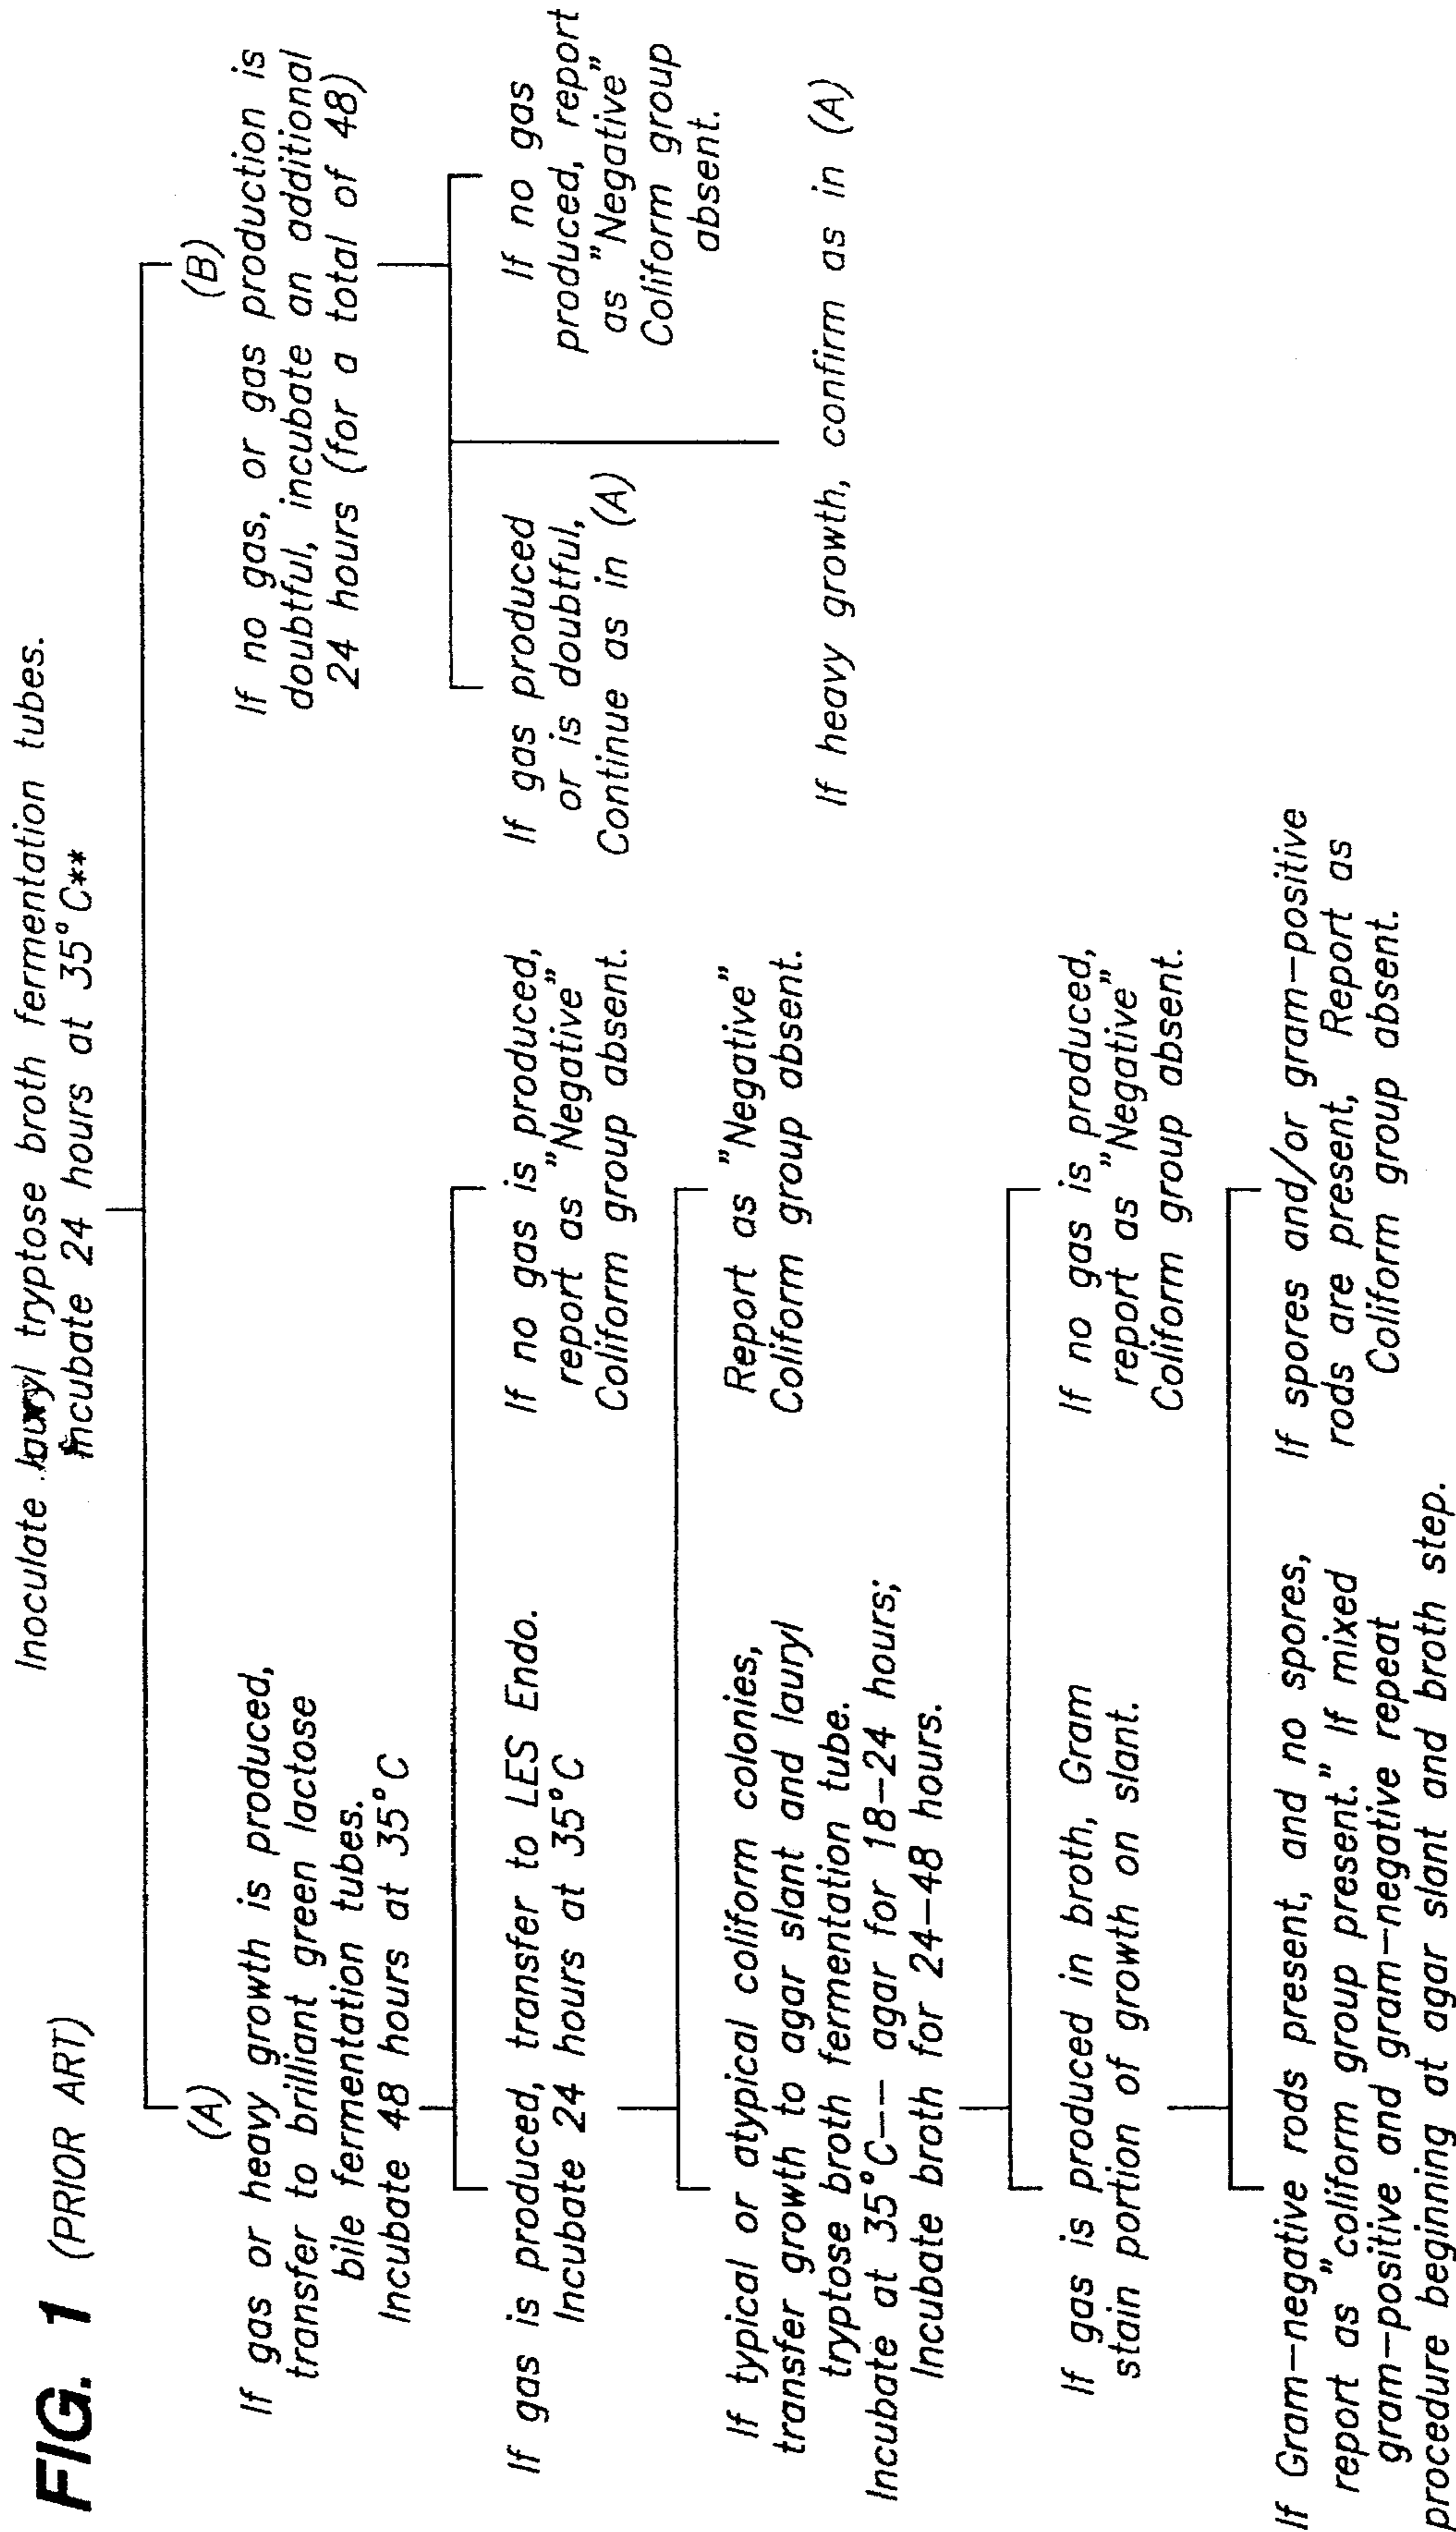 FIG. 1 (PRIOR ART)
Inoculate lauryl tryptose broth fermentation tubes.
Incubate 24 hours at 35°C**
(A)
If gas or heavy growth is produced,
transfer to brilliant green lactose
bile fermentation tubes.
Incubate 48 hours at 35°C
(B)
If no gas, or gas production is
doubtful, incubate an additional
24 hours (for a total of 48)
If gas is produced, transfer to LES Endo.
Incubate 24 hours at 35°C
If no gas is produced,
report as "Negative"
Coliform group absent.
If gas produced
or is doubtful,
Continue as in (A)
If no gas
produced, report
as "Negative"
Coliform group
absent.
If typical or atypical coliform colonies,
transfer growth to agar slant and lauryl
tryptose broth fermentation tube.
Incubate at 35°C-- agar for 18-24 hours;
Incubate broth for 24-48 hours.
Report as "Negative"
Coliform group absent.
If heavy growth, confirm as in (A)
If gas is produced in broth, Gram
stain portion of growth on slant.
If no gas is produced,
report as "Negative"
Coliform group absent.
If Gram-negative rods present, and no spores,
report as "coliform group present." If mixed
gram-positive and gram-negative repeat
procedure beginning at agar slant and broth step.
If spores and/or gram-positive
rods are present, Report as
Coliform group absent.